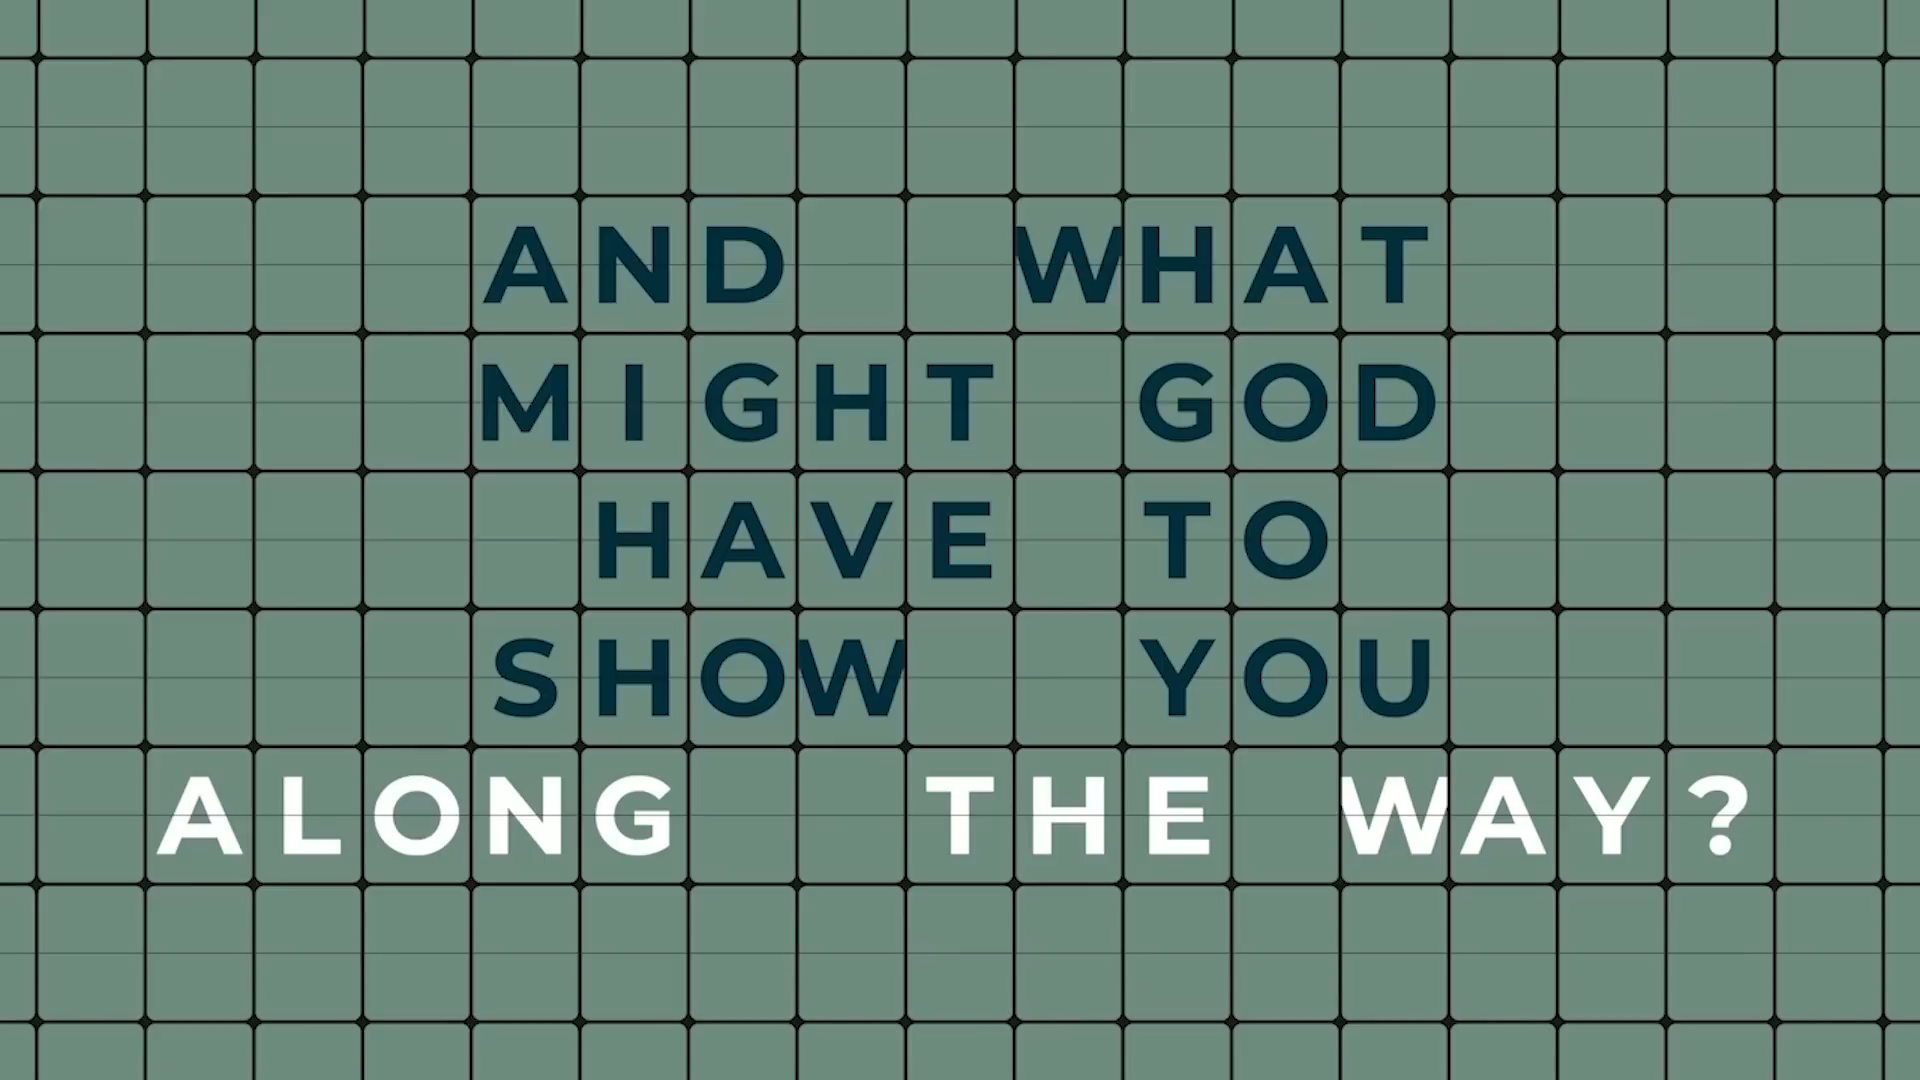 AND WHAT
MIGHT GOD
HAVE TO
SHOW YOU
ALONG THE WAY?